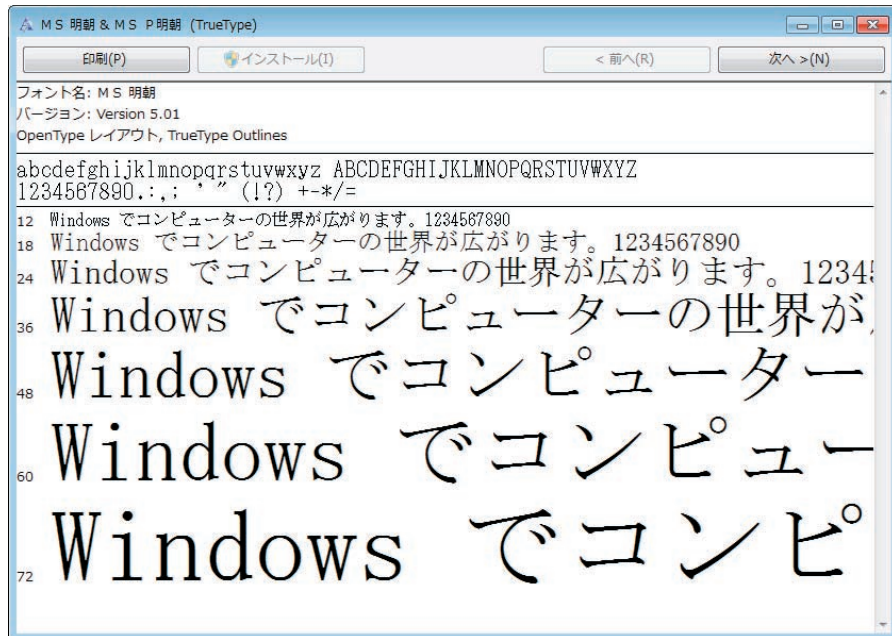 ＭＳ 明朝 & ＭＳ Ｐ明朝 (TrueType)
印刷(P) インストール(I) < 前へ(R) 次へ >(N)
フォント名: ＭＳ 明朝
バージョン: Version 5.01
OpenType レイアウト, TrueType Outlines
abcdefghijklmnopqrstuvwxyz ABCDEFGHIJKLMNOPQRSTUVWXYZ
1234567890.:,; ' " (!?) +-*/=
12 Windows でコンピューターの世界が広がります。1234567890
18 Windows でコンピューターの世界が広がります。1234567890
24 Windows でコンピューターの世界が広がります。1234
36 Windows でコンピューターの世界が
48 Windows でコンピューター
60 Windows でコンピュー
72 Windows でコンピ